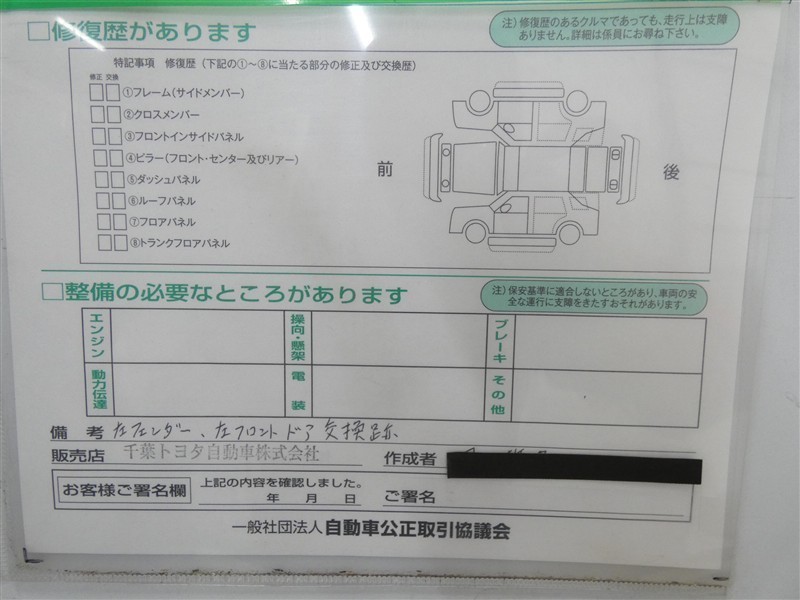 □修復歴があります
注）修復歴のあるクルマであっても、走行上は支障
ありません。詳細は係員にお尋ね下さい。
特記事項 修復歴（下記の①〜⑧に当たる部分の修正及び交換歴）
修正 交換
①フレーム（サイドメンバー）
②クロスメンバー
③フロントインサイドパネル
④ピラー（フロント・センター及びリアー）
⑤ダッシュパネル
⑥ルーフパネル
⑦フロアパネル
⑧トランクフロアパネル
前
後
□整備の必要なところがあります
注）保安基準に適合しないところがあり、車両の安
全な運行に支障をきたすおそれがあります。
エンジン
操向・懸架
ブレーキ
動力伝達
電装
その他
備考 左フェンダー、左フロントドア交換跡
販売店 千葉トヨタ自動車株式会社 作成者
お客様ご署名欄
上記の内容を確認しました。
年 月 日 ご署名
一般社団法人 自動車公正取引協議会